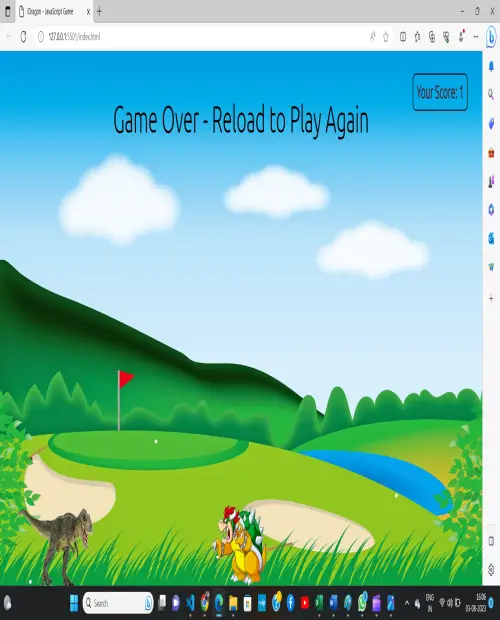 iDragon - JavaScript Game
127.0.0.1:5501/index.html
Your Score: 1
Game Over - Reload to Play Again
Search
ENG
IN
16:06
03-08-2023